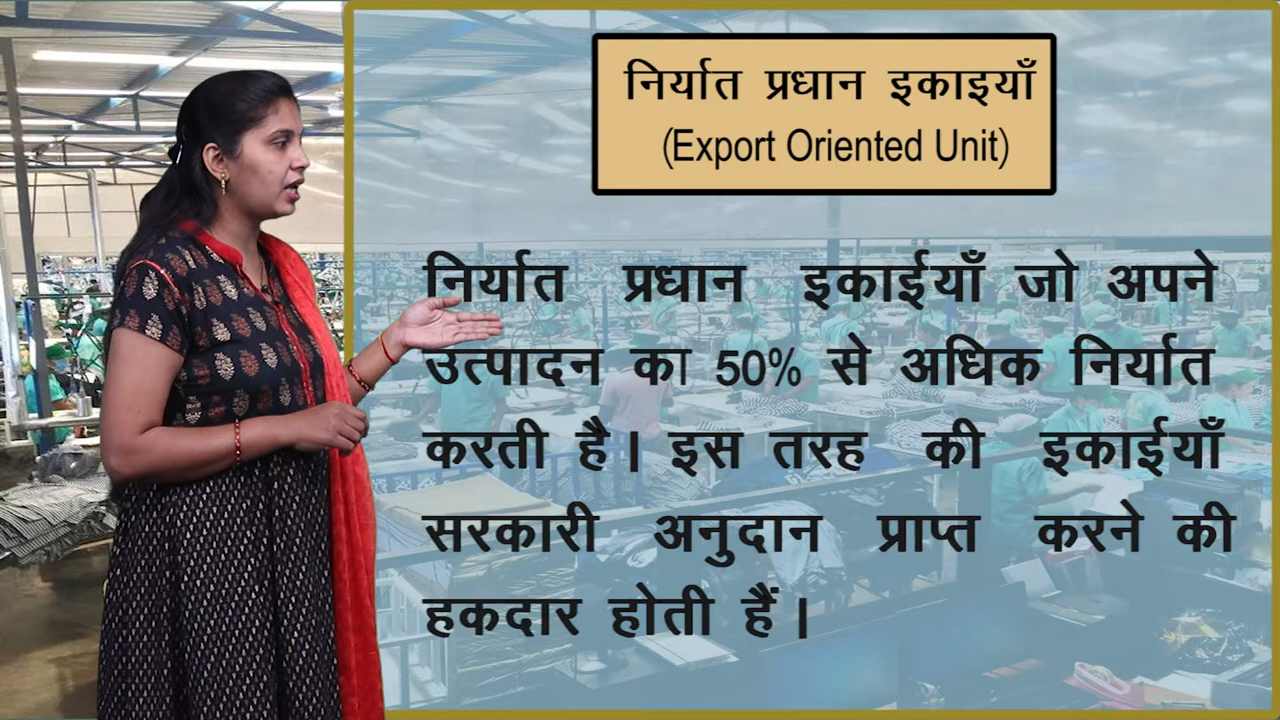 निर्यात प्रधान इकाइयाँ
(Export Oriented Unit)
निर्यात प्रधान इकाईयाँ जो अपने
उत्पादन का 50% से अधिक निर्यात
करती है। इस तरह की इकाईयाँ
सरकारी अनुदान प्राप्त करने की
हकदार होती हैं।